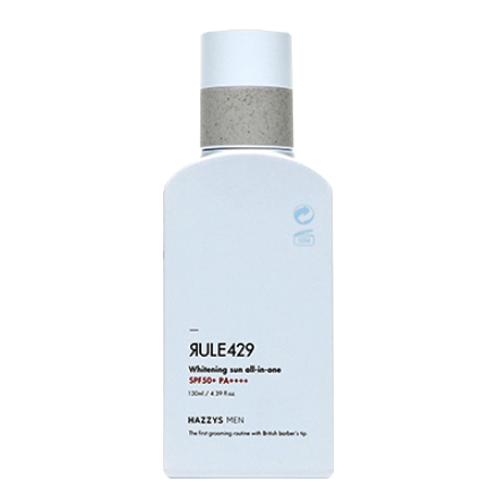 ЯULE429
Whitening sun all-in-one
SPF50+ PA++++
130ml / 4.39 fl.oz
HAZZYS MEN
The first grooming routine with British barber's tip.